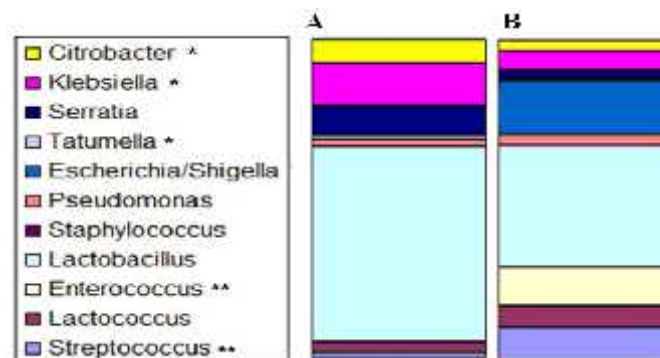 A B
Citrobacter *
Klebsiella *
Serratia
Tatumella *
Escherichia/Shigella
Pseudomonas
Staphylococcus
Lactobacillus
Enterococcus **
Lactococcus
Streptococcus **